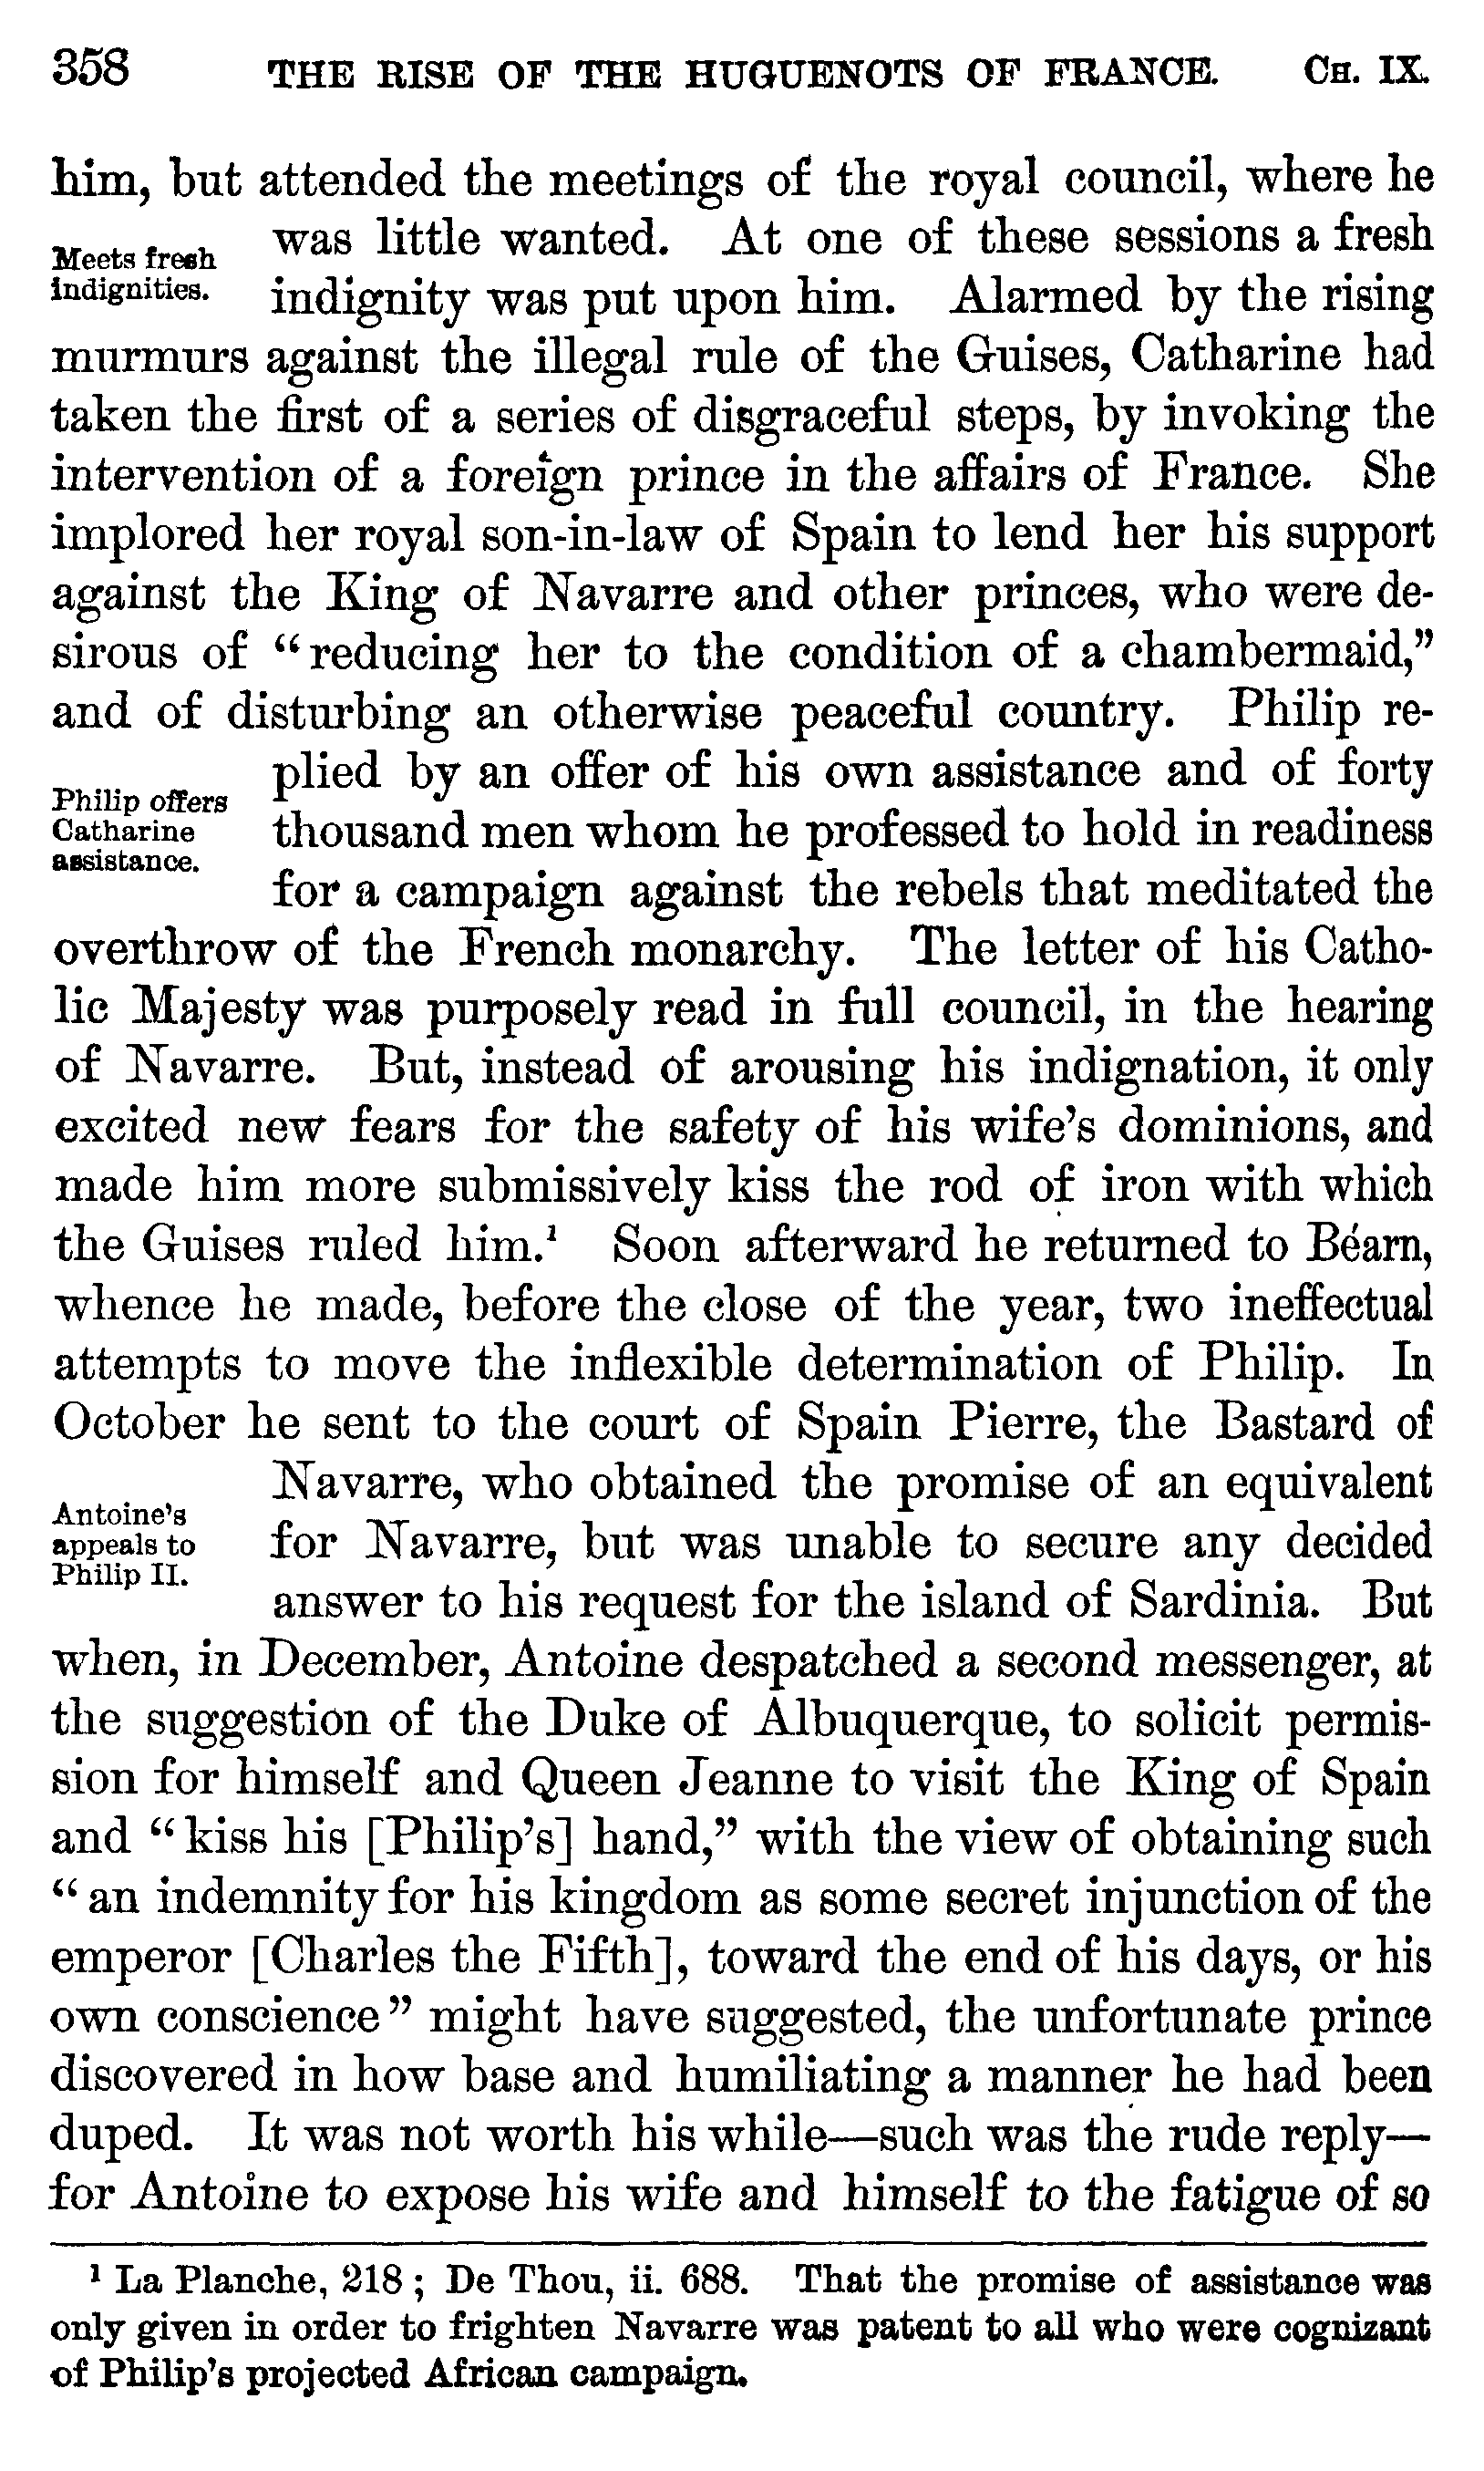 358 THE RISE OF THE HUGUENOTS OF FRANCE. CH. IX.
him, but attended the meetings of the royal council, where he
was little wanted. At one of these sessions a fresh
Meets fresh
indignities.
indignity was put upon him. Alarmed by the rising
murmurs against the illegal rule of the Guises, Catharine had
taken the first of a series of disgraceful steps, by invoking the
intervention of a foreign prince in the affairs of France. She
implored her royal son-in-law of Spain to lend her his support
against the King of Navarre and other princes, who were de-
sirous of “reducing her to the condition of a chambermaid,”
and of disturbing an otherwise peaceful country. Philip re-
plied by an offer of his own assistance and of forty
Philip offers
Catharine
assistance.
thousand men whom he professed to hold in readiness
for a campaign against the rebels that meditated the
overthrow of the French monarchy. The letter of his Catho-
lic Majesty was purposely read in full council, in the hearing
of Navarre. But, instead of arousing his indignation, it only
excited new fears for the safety of his wife’s dominions, and
made him more submissively kiss the rod of iron with which
the Guises ruled him.¹ Soon afterward he returned to Béarn,
whence he made, before the close of the year, two ineffectual
attempts to move the inflexible determination of Philip. In
October he sent to the court of Spain Pierre, the Bastard of
Navarre, who obtained the promise of an equivalent
Antoine’s
appeals to
Philip II.
for Navarre, but was unable to secure any decided
answer to his request for the island of Sardinia. But
when, in December, Antoine despatched a second messenger, at
the suggestion of the Duke of Albuquerque, to solicit permis-
sion for himself and Queen Jeanne to visit the King of Spain
and “kiss his [Philip’s] hand,” with the view of obtaining such
“an indemnity for his kingdom as some secret injunction of the
emperor [Charles the Fifth], toward the end of his days, or his
own conscience” might have suggested, the unfortunate prince
discovered in how base and humiliating a manner he had been
duped. It was not worth his while—such was the rude reply—
for Antoine to expose his wife and himself to the fatigue of so
¹ La Planche, 218; De Thou, ii. 688. That the promise of assistance was
only given in order to frighten Navarre was patent to all who were cognizant
of Philip’s projected African campaign.